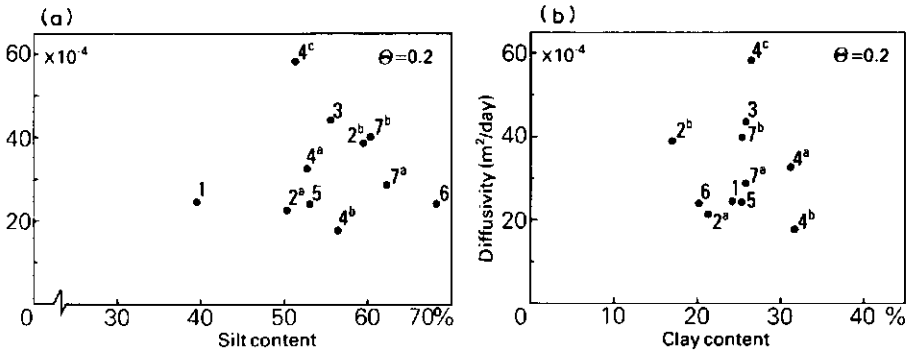 (a)
60
×10⁻⁴
Θ=0.2
4ᶜ
3
2ᵇ
7ᵇ
40
4ᵃ
7ᵃ
1
2ᵃ
5
6
20
4ᵇ
0
30
40
50
60
70%
Silt content
(b)
Diffusivity (m²/day)
60
×10⁻⁴
Θ=0.2
4ᶜ
3
2ᵇ
7ᵇ
40
4ᵃ
7ᵃ
6
1
2ᵃ
5
20
4ᵇ
0
0
10
20
30
40
%
Clay content